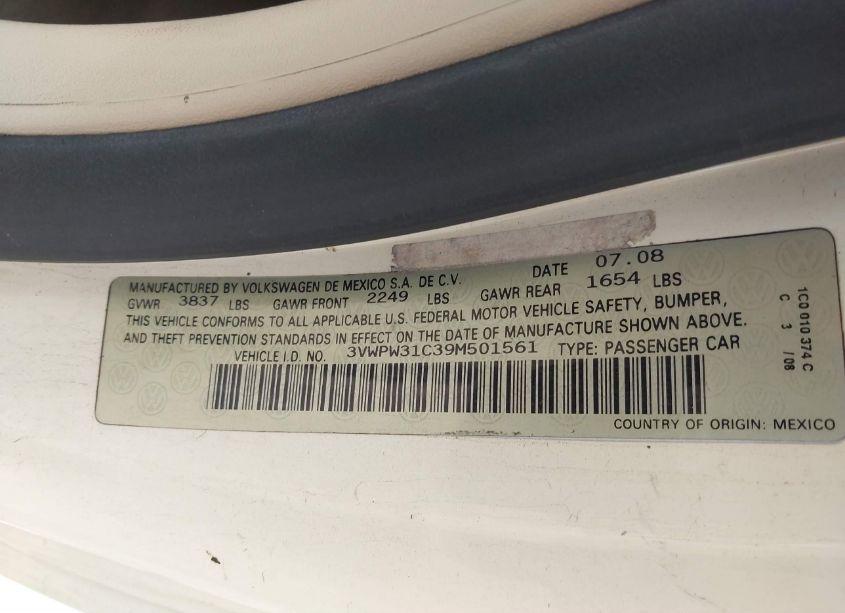 MANUFACTURED BY VOLKSWAGEN DE MEXICO S.A. DE C.V. DATE 07.08
GVWR 3837 LBS GAWR FRONT 2249 LBS GAWR REAR 1654 LBS
THIS VEHICLE CONFORMS TO ALL APPLICABLE U.S. FEDERAL MOTOR VEHICLE SAFETY, BUMPER,
AND THEFT PREVENTION STANDARDS IN EFFECT ON THE DATE OF MANUFACTURE SHOWN ABOVE.
VEHICLE I.D. NO. 3VWPW31C39M501561 TYPE: PASSENGER CAR
COUNTRY OF ORIGIN: MEXICO
1C0 010 374 C
C 3 /08